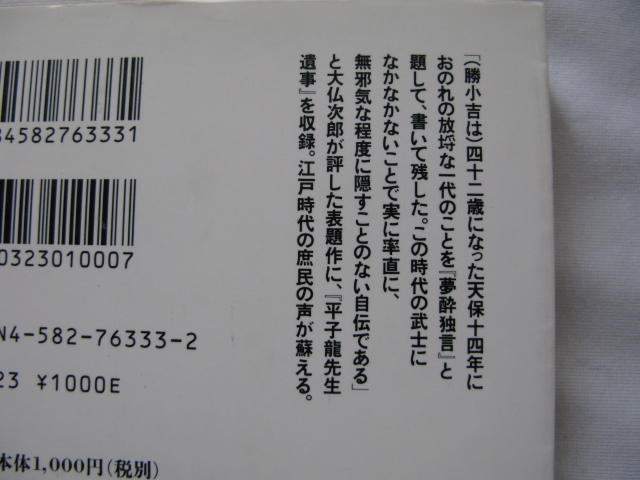 「（勝小吉は）四十二歳になった天保十四年に
おのれの放埒な一代のことを『夢酔独言』と
題して、書いて残した。この時代の武士に
なかなかないことで実に率直に、
無邪気な程度に隠すことのない自伝である」
と大仏次郎が評した表題作に、『平子龍先生
遺事』を収録。江戸時代の庶民の声が蘇える。
4582763331
0323010007
N4-582-76333-2
23 ¥1000E
本体1,000円（税別）